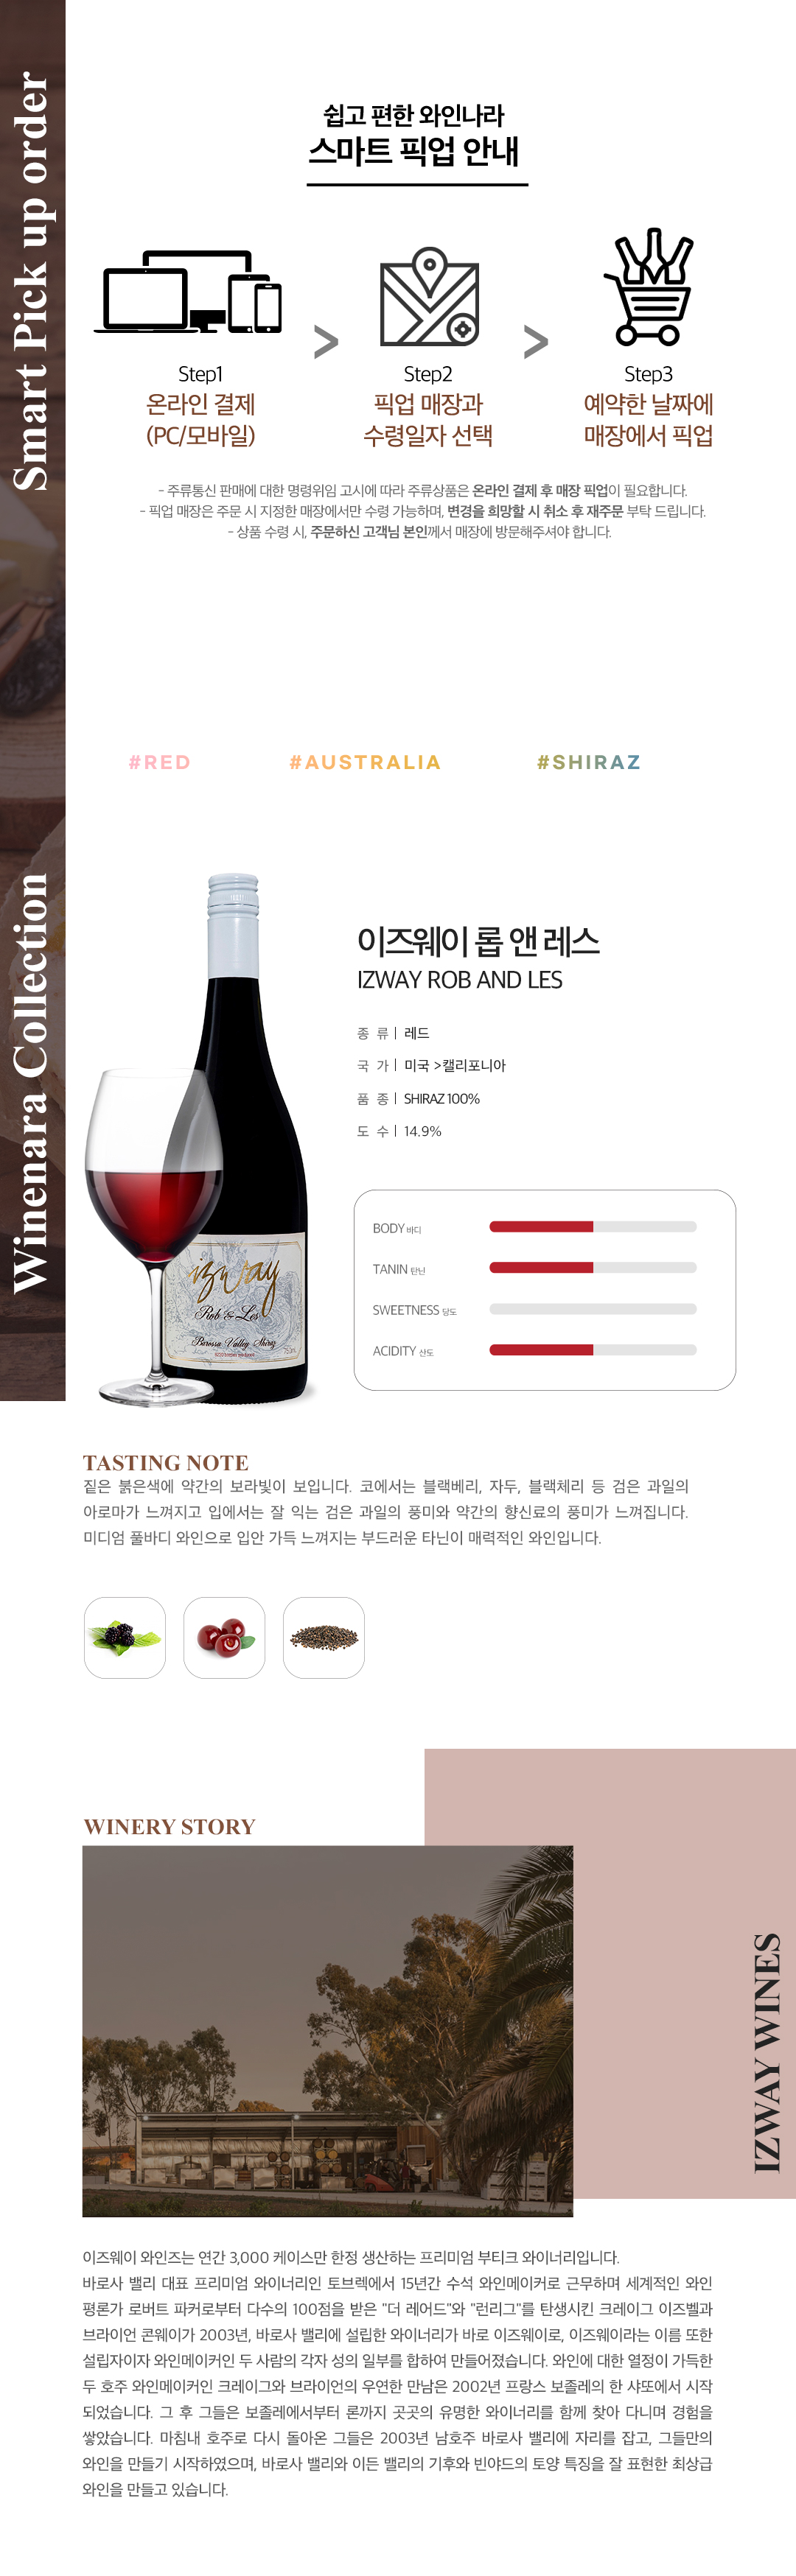 Smart Pick up order
쉽고 편한 와인나라
스마트 픽업 안내
>
>
Step1
온라인 결제
(PC/모바일)
Step2
픽업 매장과
수령일자 선택
Step3
예약한 날짜에
매장에서 픽업
- 주류통신 판매에 대한 명령위임 고시에 따라 주류상품은 온라인 결제 후 매장 픽업이 필요합니다.
- 픽업 매장은 주문 시 지정한 매장에서만 수령 가능하며, 변경을 희망할 시 취소 후 재주문 부탁 드립니다.
- 상품 수령 시, 주문하신 고객님 본인께서 매장에 방문해주셔야 합니다.
#RED
#AUSTRALIA
#SHIRAZ
Winenara Collection
이즈웨이 롭 앤 레스
IZWAY ROB AND LES
종 류 | 레드
국 가 | 미국 >캘리포니아
품 종 | SHIRAZ 100%
도 수 | 14.9%
izway
Rob & Les
Barossa Valley Shiraz
750ml
BODY 바디
TANIN 탄닌
SWEETNESS 당도
ACIDITY 산도
TASTING NOTE
짙은 붉은색에 약간의 보라빛이 보입니다. 코에서는 블랙베리, 자두, 블랙체리 등 검은 과일의
아로마가 느껴지고 입에서는 잘 익는 검은 과일의 풍미와 약간의 향신료의 풍미가 느껴집니다.
미디엄 풀바디 와인으로 입안 가득 느껴지는 부드러운 타닌이 매력적인 와인입니다.
WINERY STORY
IZWAY WINES
이즈웨이 와인즈는 연간 3,000 케이스만 한정 생산하는 프리미엄 부티크 와이너리입니다.
바로사 밸리 대표 프리미엄 와이너리인 토브렉에서 15년간 수석 와인메이커로 근무하며 세계적인 와인
평론가 로버트 파커로부터 다수의 100점을 받은 "더 레어드"와 "런리그"를 탄생시킨 크레이그 이즈벨과
브라이언 콘웨이가 2003년, 바로사 밸리에 설립한 와이너리가 바로 이즈웨이로, 이즈웨이라는 이름 또한
설립자이자 와인메이커인 두 사람의 각자 성의 일부를 합하여 만들어졌습니다. 와인에 대한 열정이 가득한
두 호주 와인메이커인 크레이그와 브라이언의 우연한 만남은 2002년 프랑스 보졸레의 한 샤또에서 시작
되었습니다. 그 후 그들은 보졸레에서부터 론까지 곳곳의 유명한 와이너리를 함께 찾아 다니며 경험을
쌓았습니다. 마침내 호주로 다시 돌아온 그들은 2003년 남호주 바로사 밸리에 자리를 잡고, 그들만의
와인을 만들기 시작하였으며, 바로사 밸리와 이든 밸리의 기후와 빈야드의 토양 특징을 잘 표현한 최상급
와인을 만들고 있습니다.